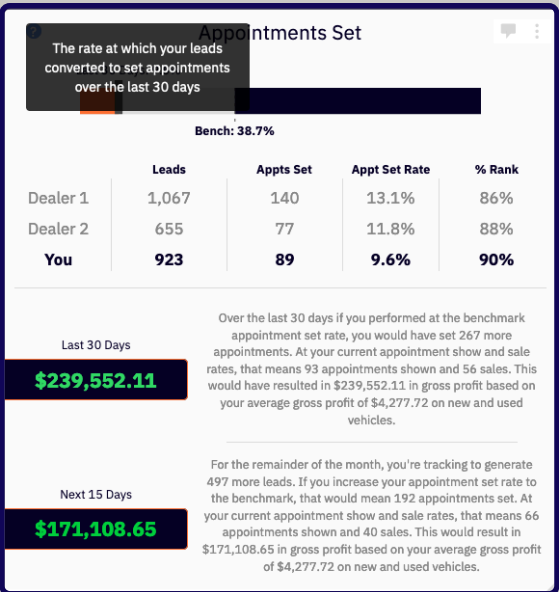 Appointments Set
The rate at which your leads
converted to set appointments
over the last 30 days
Bench: 38.7%
Leads Appts Set Appt Set Rate % Rank
Dealer 1 1,067 140 13.1% 86%
Dealer 2 655 77 11.8% 88%
You 923 89 9.6% 90%
Last 30 Days
$239,552.11
Over the last 30 days if you performed at the benchmark
appointment set rate, you would have set 267 more
appointments. At your current appointment show and sale
rates, that means 93 appointments shown and 56 sales. This
would have resulted in $239,552.11 in gross profit based on
your average gross profit of $4,277.72 on new and used
vehicles.
Next 15 Days
$171,108.65
For the remainder of the month, you're tracking to generate
497 more leads. If you increase your appointment set rate to
the benchmark, that would mean 192 appointments set. At
your current appointment show and sale rates, that means 66
appointments shown and 40 sales. This would result in
$171,108.65 in gross profit based on your average gross profit
of $4,277.72 on new and used vehicles.